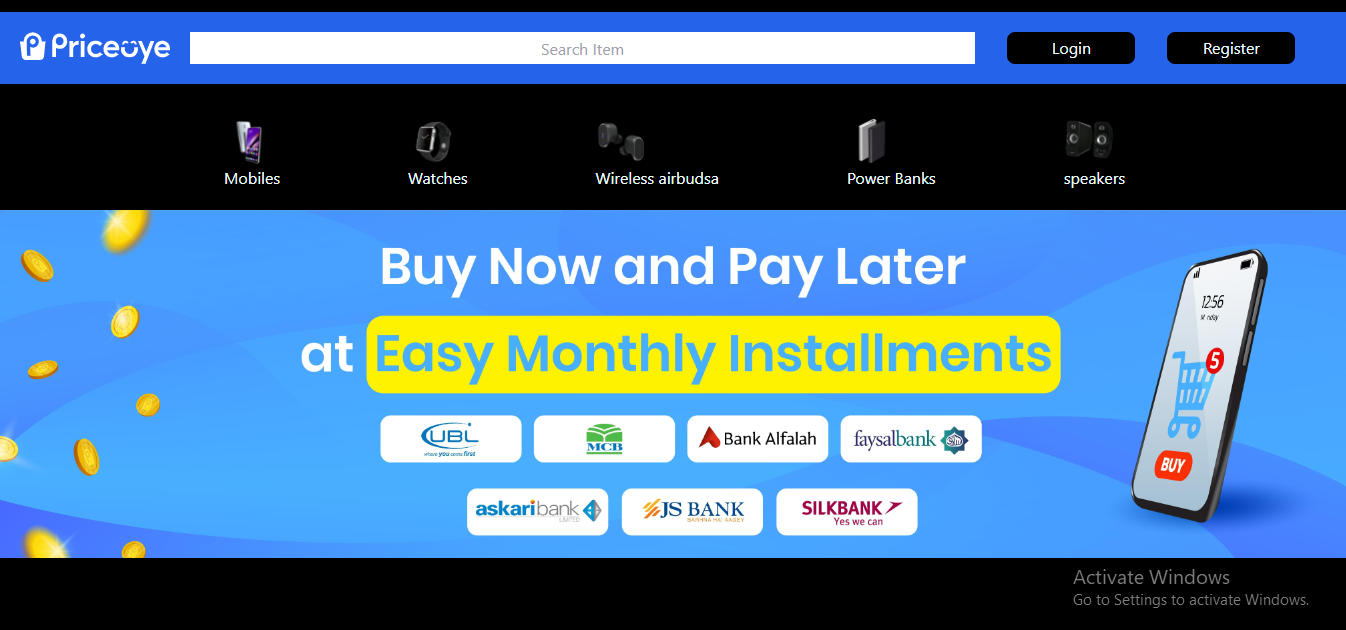 Priceoye
Search Item
Login
Register
Mobiles
Watches
Wireless airbudsa
Power Banks
speakers
Buy Now and Pay Later
at Easy Monthly Installments
12:56
5
BUY
UBL
where you come first
MCB
Bank Alfalah
faysalbank
askaribank
LIMITED
JS BANK
BARHNA HAI AAGEY
SILKBANK
Yes we can
Activate Windows
Go to Settings to activate Windows.